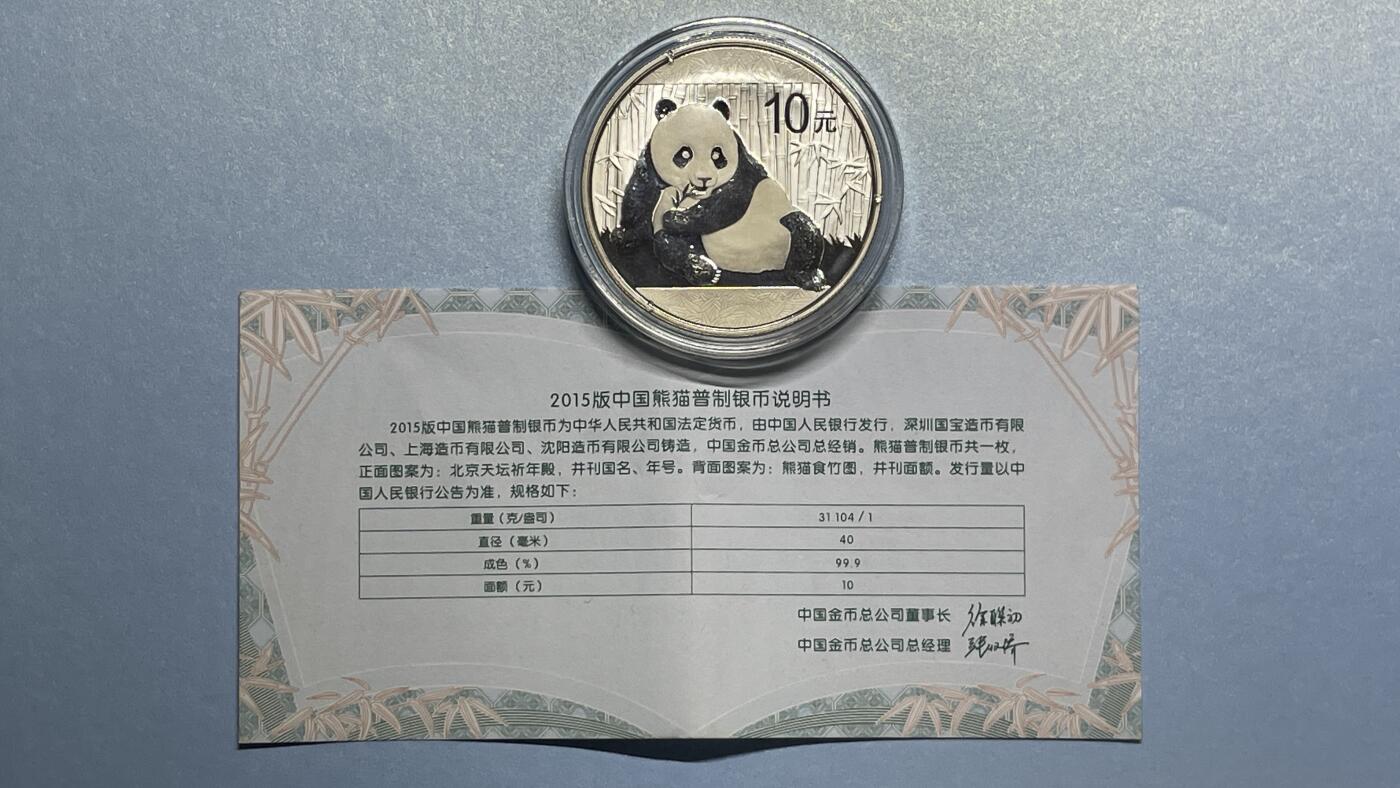 10元
2015版中国熊猫普制银币说明书
2015版中国熊猫普制银币为中华人民共和国法定货币，由中国人民银行发行，深圳国宝造币有限
公司、上海造币有限公司、沈阳造币有限公司铸造，中国金币总公司总经销。熊猫普制银币共一枚，
正面图案为：北京天坛祈年殿，并刊国名、年号。背面图案为：熊猫食竹图，并刊面额。发行量以中
国人民银行公告为准，规格如下：
重量（克/盎司） 31 104 / 1
直径（毫米） 40
成色（%） 99.9
面额（元） 10
中国金币总公司董事长
中国金币总公司总经理